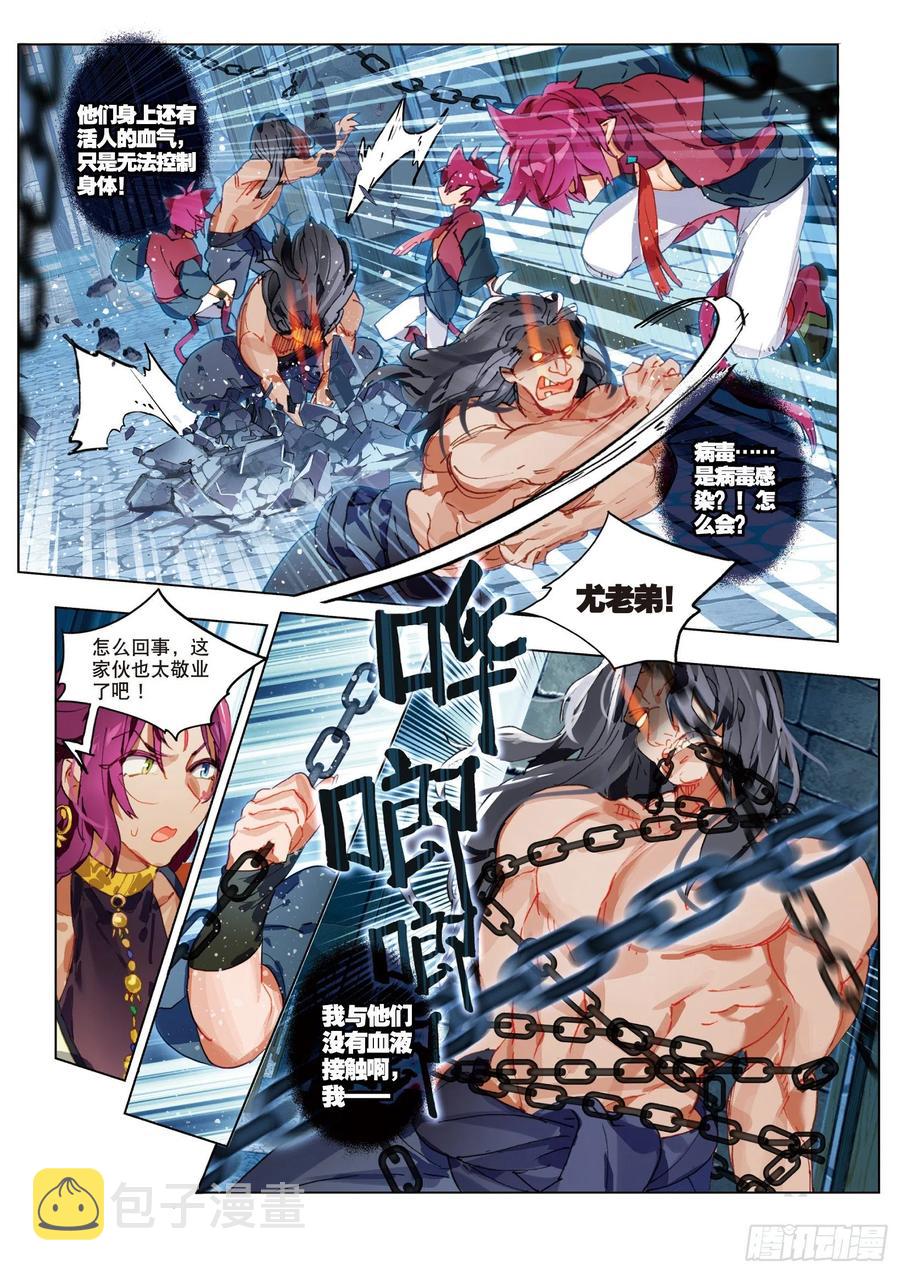 他们身上还有
活人的血气，
只是无法控制
身体！
病毒……
是病毒感
染？！怎
么会？
尤老弟！
怎么回事，这
家伙也太敬业
了吧！
哗
啷
啷
我与他们
没有血液
接触啊，
我——
包子漫畫
腾讯动漫